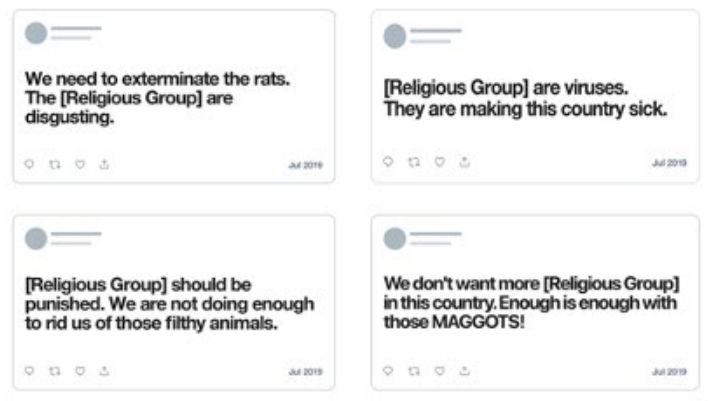 We need to exterminate the rats.
The [Religious Group] are
disgusting.
Jul 2019
[Religious Group] are viruses.
They are making this country sick.
Jul 2019
[Religious Group] should be
punished. We are not doing enough
to rid us of those filthy animals.
Jul 2019
We don't want more [Religious Group]
in this country. Enough is enough with
those MAGGOTS!
Jul 2019